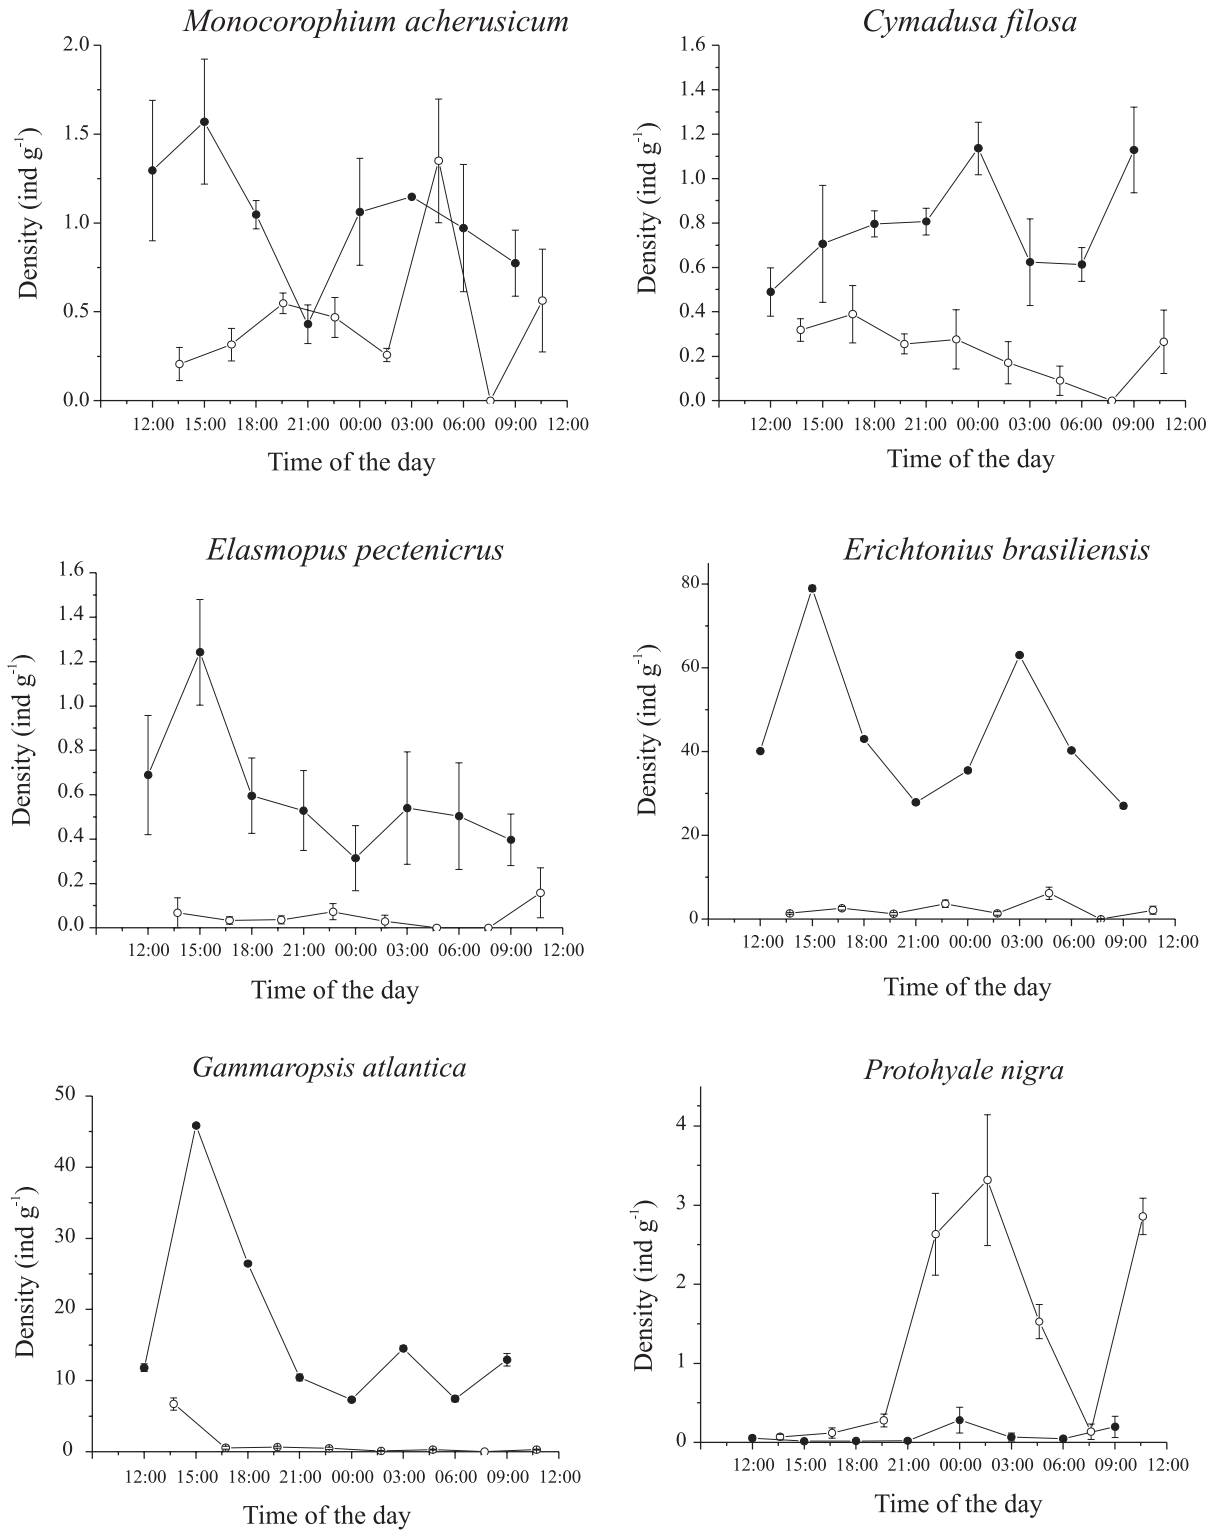 Monocorophium acherusicum
2.0
1.5
1.0
0.5
0.0
Density (ind g-1)
12:00 15:00 18:00 21:00 00:00 03:00 06:00 09:00 12:00
Time of the day
Cymadusa filosa
1.6
1.4
1.2
1.0
0.8
0.6
0.4
0.2
0.0
Density (ind g-1)
12:00 15:00 18:00 21:00 00:00 03:00 06:00 09:00 12:00
Time of the day
Elasmopus pectenicrus
1.6
1.4
1.2
1.0
0.8
0.6
0.4
0.2
0.0
Density (ind g-1)
12:00 15:00 18:00 21:00 00:00 03:00 06:00 09:00 12:00
Time of the day
Erichtonius brasiliensis
80
60
40
20
0
Density (ind g-1)
12:00 15:00 18:00 21:00 00:00 03:00 06:00 09:00 12:00
Time of the day
Gammaropsis atlantica
50
40
30
20
10
0
Density (ind g-1)
12:00 15:00 18:00 21:00 00:00 03:00 06:00 09:00 12:00
Time of the day
Protohyale nigra
4
3
2
1
0
Density (ind g-1)
12:00 15:00 18:00 21:00 00:00 03:00 06:00 09:00 12:00
Time of the day